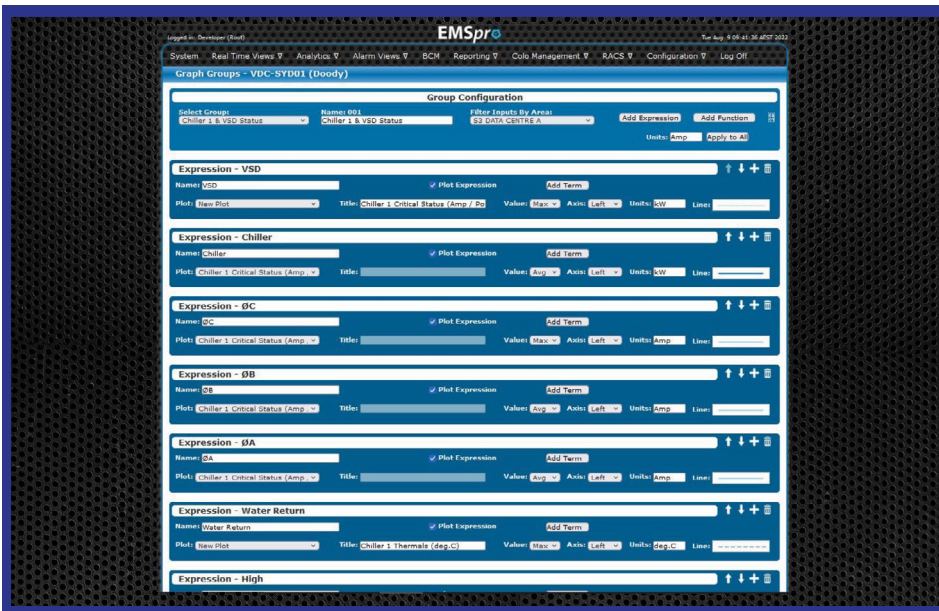 Logged in: Developer (Root) EMSpro Tue Aug 9 09:41:36 AEST 2022
System Real Time Views ∇ Analytics ∇ Alarm Views ∇ BCM Reporting ∇ Colo Management ∇ RACS ∇ Configuration ∇ Log Off
Graph Groups - VDC-SYD01 (Doody)
Group Configuration
Select Group: Name: 001 Filter Inputs By Area:
Chiller 1 & VSD Status Chiller 1 & VSD Status S3 DATA CENTRE A Add Expression Add Function
Units: Amp Apply to All
Expression - VSD
Name: VSD Plot Expression Add Term
Plot: New Plot Title: Chiller 1 Critical Status (Amp / Po Value: Max Axis: Left Units: kW Line:
Expression - Chiller
Name: Chiller Plot Expression Add Term
Plot: Chiller 1 Critical Status (Amp / Title: Value: Avg Axis: Left Units: kW Line:
Expression - ØC
Name: ØC Plot Expression Add Term
Plot: Chiller 1 Critical Status (Amp / Title: Value: Max Axis: Left Units: Amp Line:
Expression - ØB
Name: ØB Plot Expression Add Term
Plot: Chiller 1 Critical Status (Amp / Title: Value: Avg Axis: Left Units: Amp Line:
Expression - ØA
Name: ØA Plot Expression Add Term
Plot: Chiller 1 Critical Status (Amp / Title: Value: Avg Axis: Left Units: Amp Line:
Expression - Water Return
Name: Water Return Plot Expression Add Term
Plot: New Plot Title: Chiller 1 Thermals (deg.C) Value: Max Axis: Left Units: deg.C Line:
Expression - High